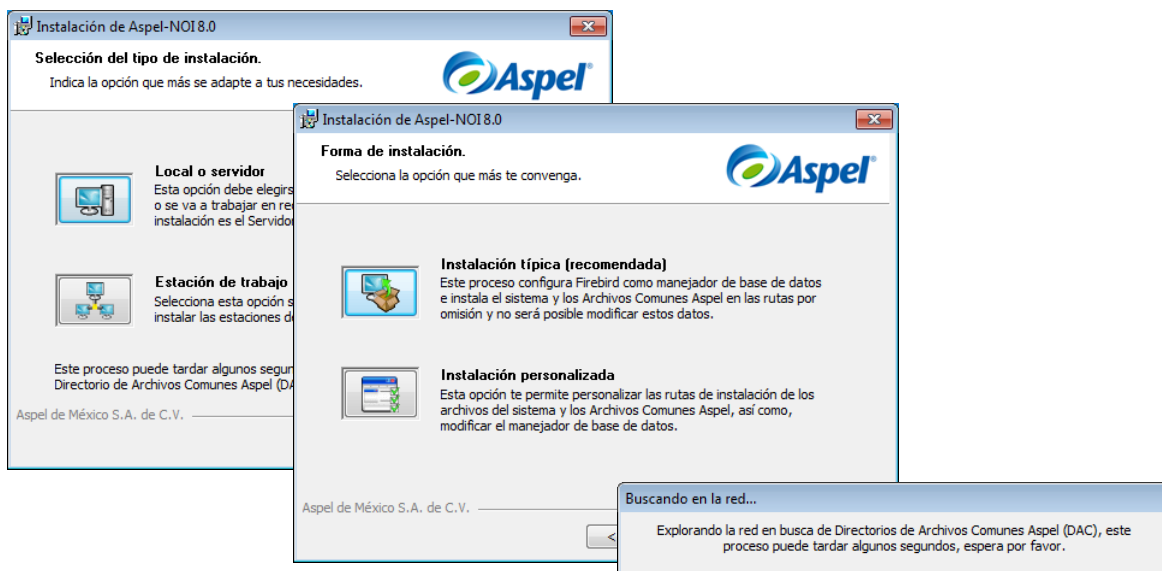 Instalación de Aspel-NOI 8.0
Selección del tipo de instalación.
Indica la opción que más se adapte a tus necesidades.
Aspel
Local o servidor
Esta opción debe elegirs
o se va a trabajar en re
instalación es el Servido
Estación de trabajo
Selecciona esta opción s
instalar las estaciones d
Este proceso puede tardar algunos segun
Directorio de Archivos Comunes Aspel (DA
Aspel de México S.A. de C.V.
Instalación de Aspel-NOI 8.0
Forma de instalación.
Selecciona la opción que más te convenga.
Aspel
Instalación típica (recomendada)
Este proceso configura Firebird como manejador de base de datos
e instala el sistema y los Archivos Comunes Aspel en las rutas por
omisión y no será posible modificar estos datos.
Instalación personalizada
Esta opción te permite personalizar las rutas de instalación de los
archivos del sistema y los Archivos Comunes Aspel, así como,
modificar el manejador de base de datos.
Aspel de México S.A. de C.V.
<
Buscando en la red...
Explorando la red en busca de Directorios de Archivos Comunes Aspel (DAC), este
proceso puede tardar algunos segundos, espera por favor.